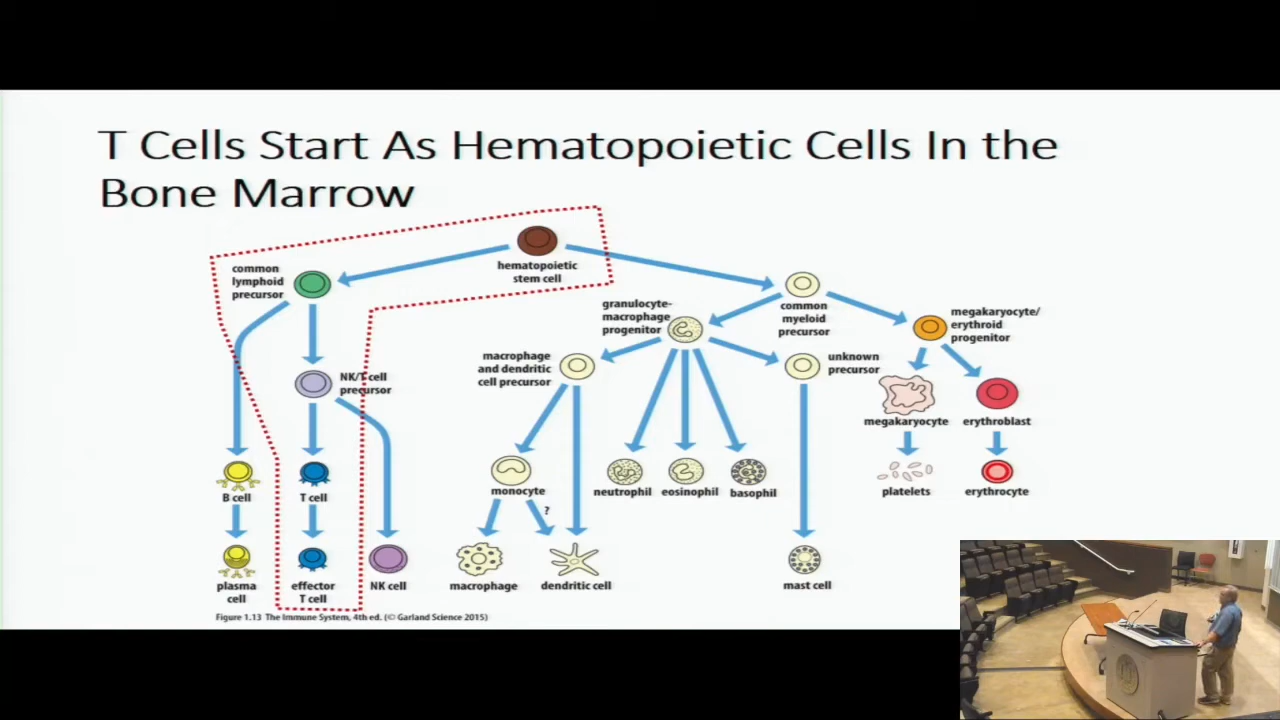 T Cells Start As Hematopoietic Cells In the
Bone Marrow
common
lymphoid
precursor
hematopoietic
stem cell
granulocyte-
macrophage
progenitor
common
myeloid
precursor
megakaryocyte/
erythroid
progenitor
macrophage
and dendritic
cell precursor
unknown
precursor
NK/T cell
precursor
megakaryocyte
erythroblast
B cell
T cell
monocyte
neutrophil
eosinophil
basophil
platelets
erythrocyte
?
plasma
cell
effector
T cell
NK cell
macrophage
dendritic cell
mast cell
Figure 1.13 The Immune System, 4th ed. (© Garland Science 2015)